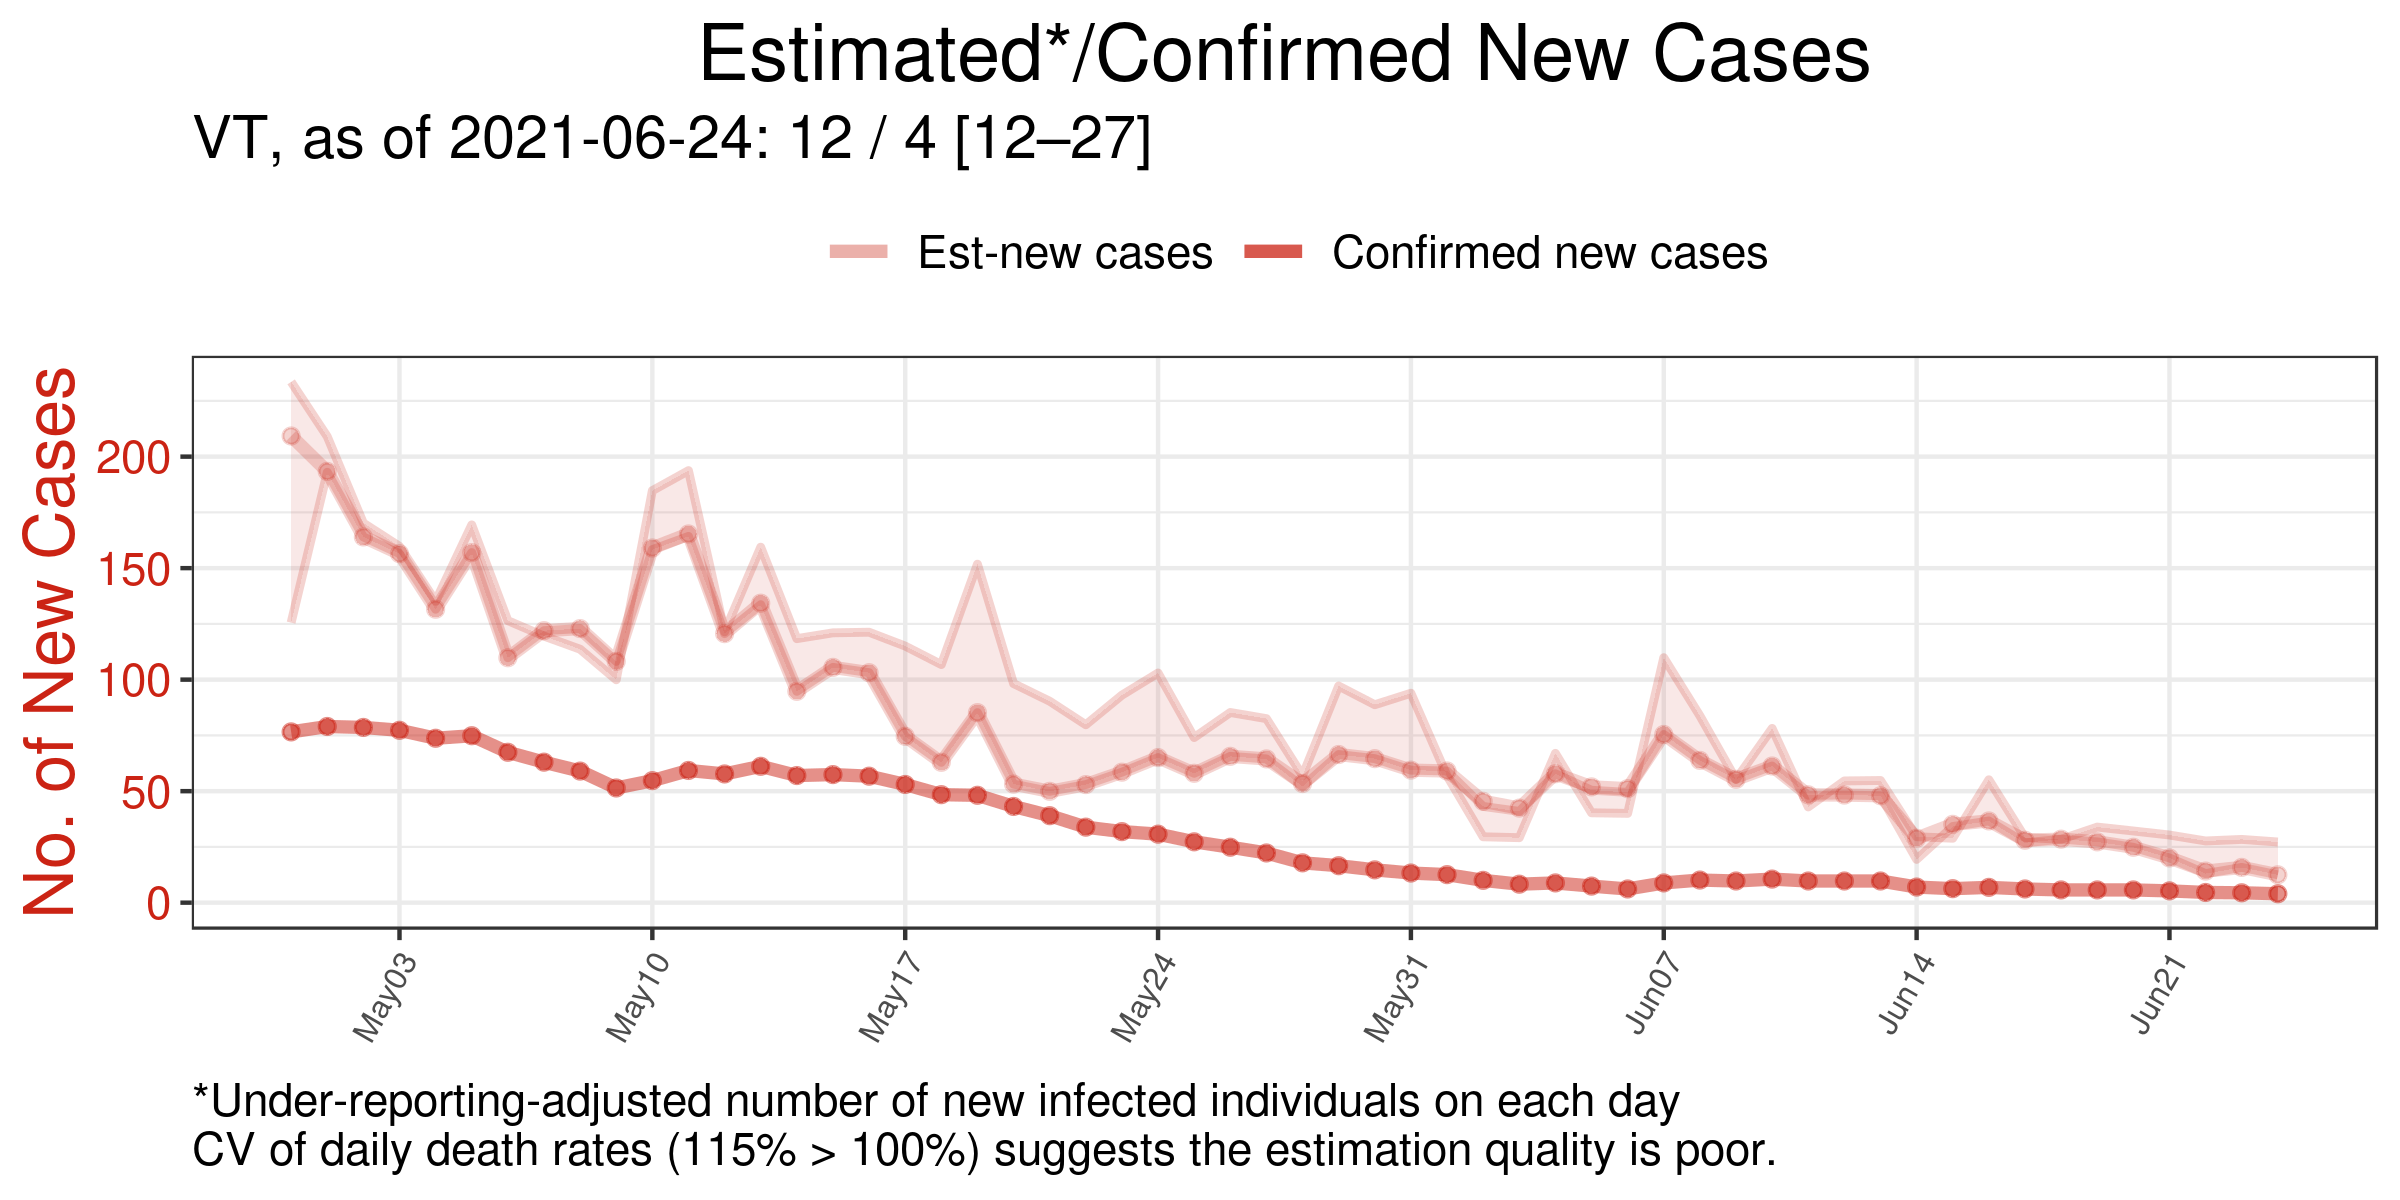 Estimated*/Confirmed New Cases
VT, as of 2021-06-24: 12 / 4 [12–27]
Est-new cases
Confirmed new cases
No. of New Cases
200
150
100
50
0
May03
May10
May17
May24
May31
Jun07
Jun14
Jun21
*Under-reporting-adjusted number of new infected individuals on each day
CV of daily death rates (115% > 100%) suggests the estimation quality is poor.